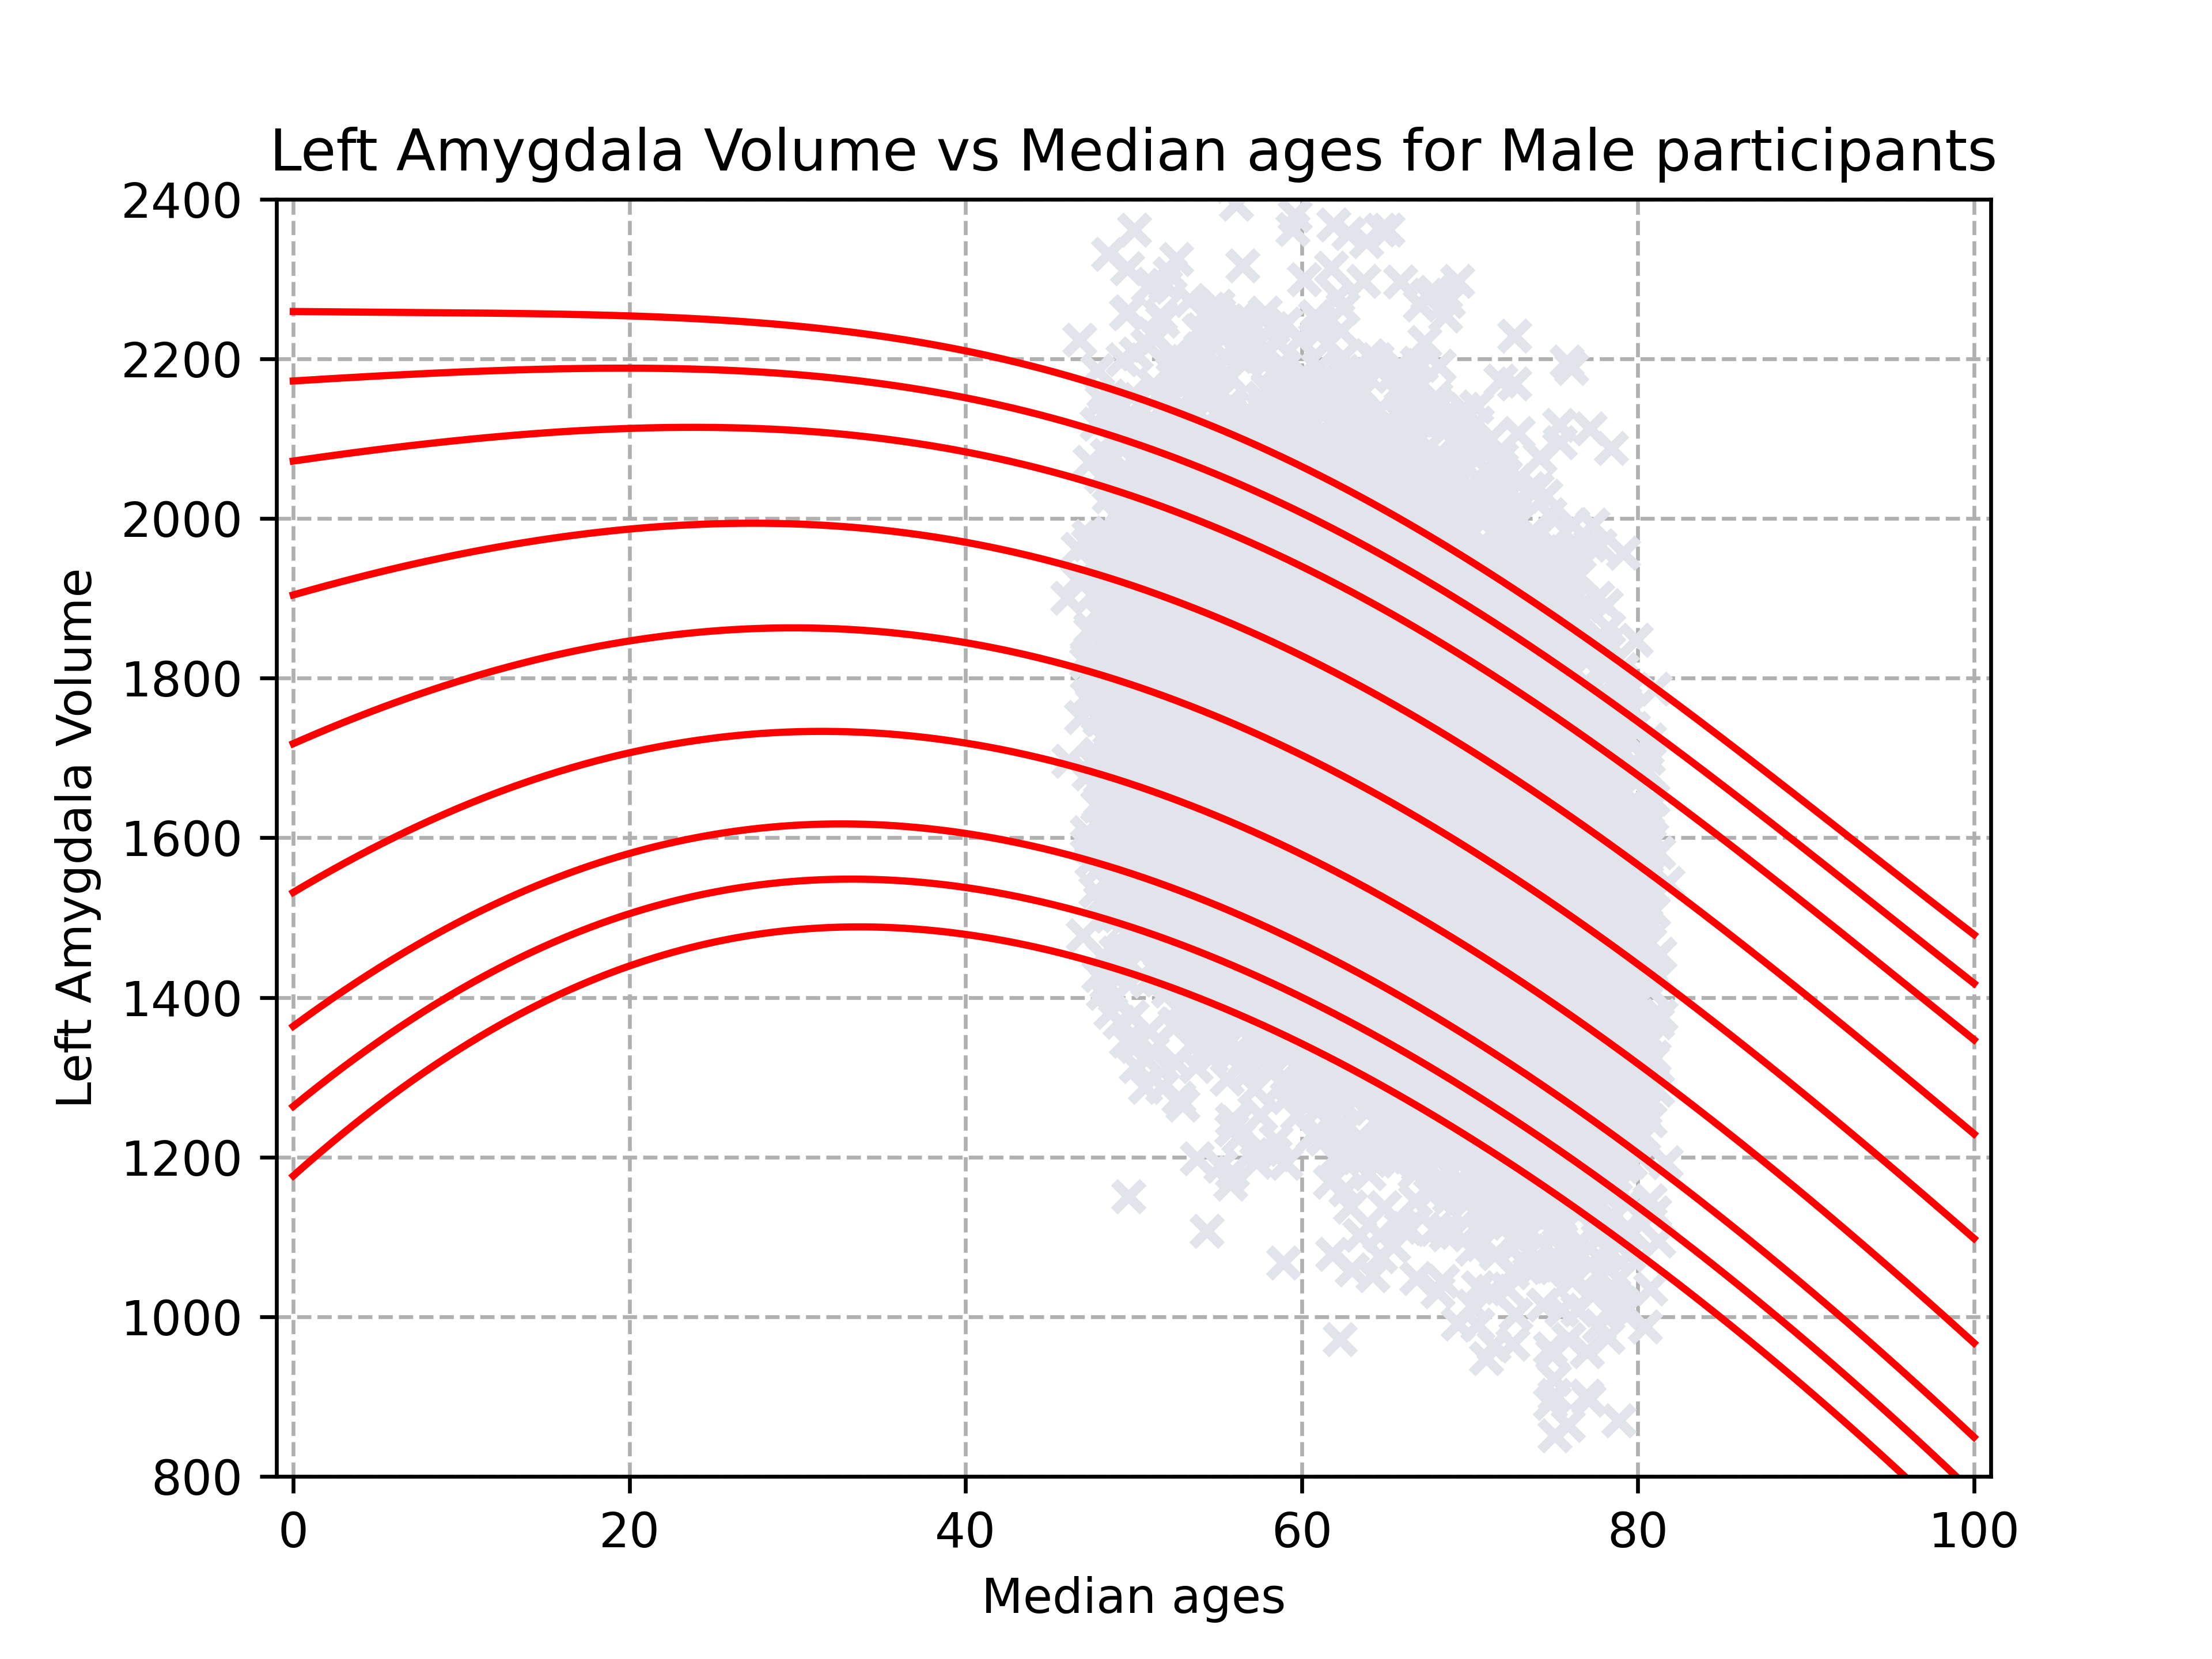 Left Amygdala Volume vs Median ages for Male participants
2400
2200
2000
1800
1600
1400
1200
1000
800
Left Amygdala Volume
0 20 40 60 80 100
Median ages